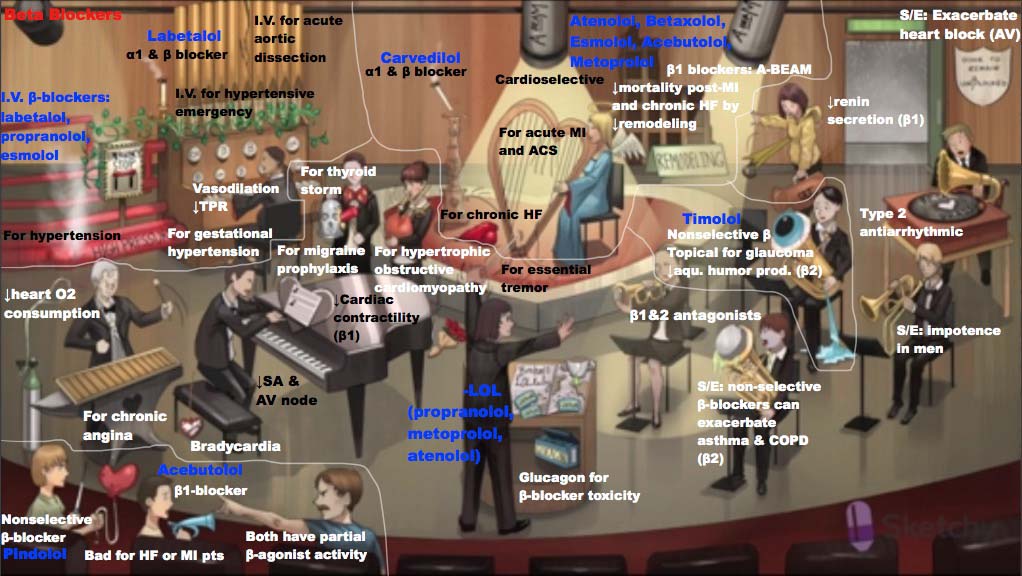 Beta Blockers
Labetalol
α1 & β blocker
I.V. for acute
aortic
dissection
I.V. β-blockers:
labetalol,
propranolol,
esmolol
I.V. for hypertensive
emergency
Vasodilation
↓TPR
For hypertension
For gestational
hypertension
Carvedilol
α1 & β blocker
For thyroid
storm
For migraine
prophylaxis
For hypertrophic
obstructive
cardiomyopathy
Atenolol, Betaxolol,
Esmolol, Acebutolol,
Metoprolol
Cardioselective
β1 blockers: A-BEAM
↓mortality post-MI
and chronic HF by
↓remodeling
For acute MI
and ACS
REMODELING
For chronic HF
For essential
tremor
↓renin
secretion (β1)
S/E: Exacerbate
heart block (AV)
Timolol
Nonselective β
Topical for glaucoma
↓aqu. humor prod. (β2)
Type 2
antiarrhythmic
↓heart O2
consumption
↓Cardiac
contractility
(β1)
↓SA &
AV node
For chronic
angina
Bradycardia
-LOL
(propranolol,
metoprolol,
atenolol)
β1&2 antagonists
S/E: impotence
in men
S/E: non-selective
β-blockers can
exacerbate
asthma & COPD
(β2)
Glucagon for
β-blocker toxicity
Acebutolol
β1-blocker
Nonselective
β-blocker
Pindolol
Bad for HF or MI pts
Both have partial
β-agonist activity
Sketchy